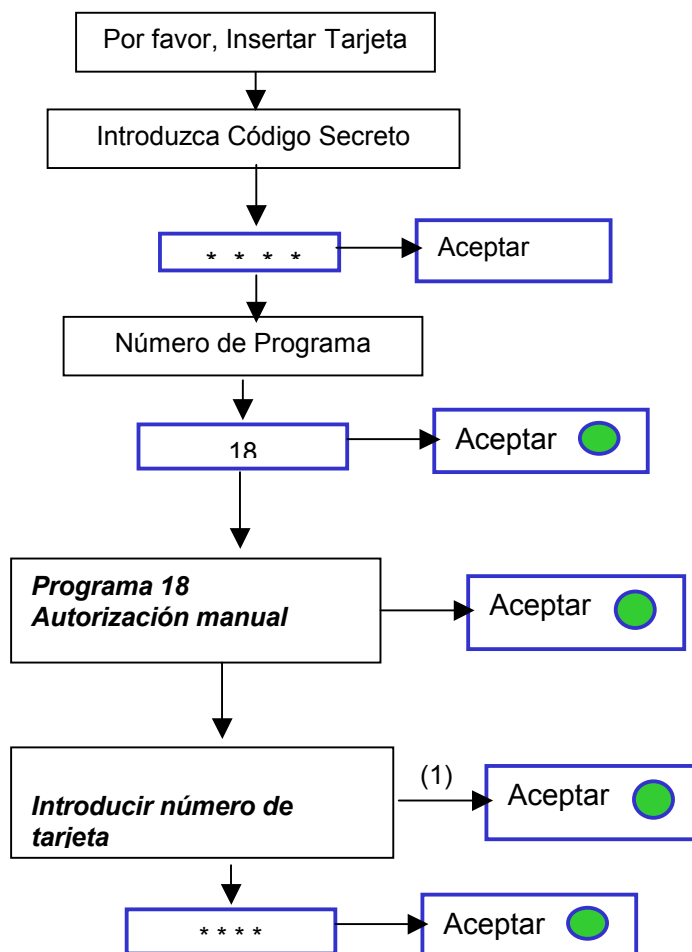 Por favor, Insertar Tarjeta
Introduzca Código Secreto
* * * *
Aceptar
Número de Programa
18
Aceptar
Programa 18
Autorización manual
Aceptar
Introducir número de
tarjeta
(1)
Aceptar
* * * *
Aceptar